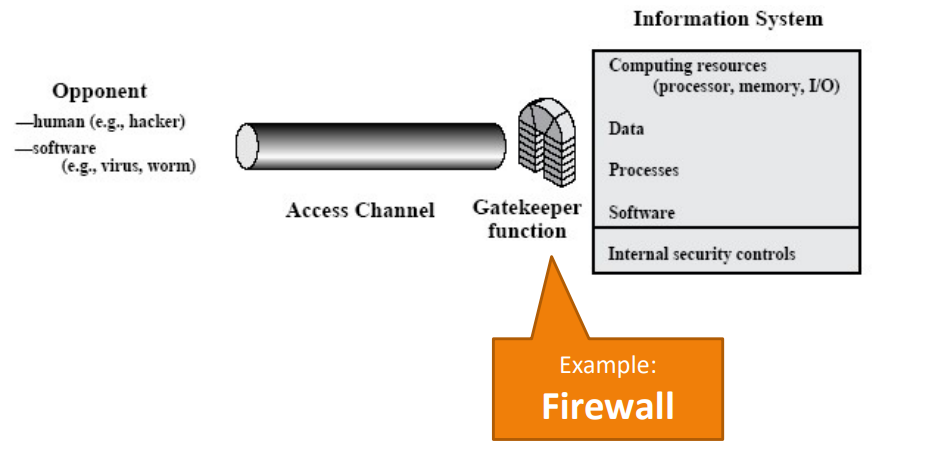 Information System
Opponent
—human (e.g., hacker)
—software
(e.g., virus, worm)
Access Channel
Gatekeeper
function
Computing resources
(processor, memory, I/O)
Data
Processes
Software
Internal security controls
Example:
Firewall